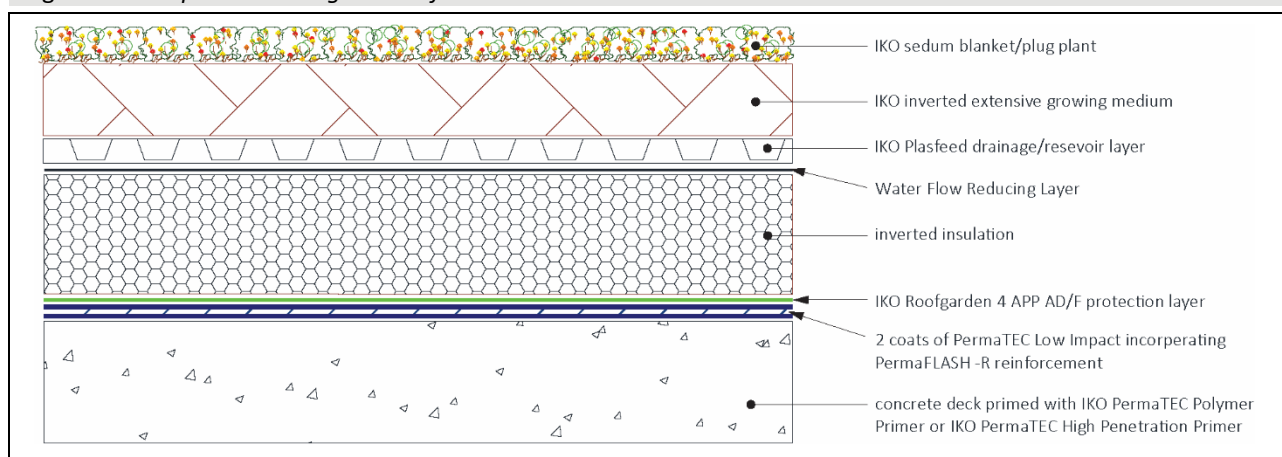 IKO sedum blanket/plug plant
IKO inverted extensive growing medium
IKO Plasfeed drainage/resevoir layer
Water Flow Reducing Layer
inverted insulation
IKO Roofgarden 4 APP AD/F protection layer
2 coats of PermaTEC Low Impact incorperating
PermaFLASH -R reinforcement
concrete deck primed with IKO PermaTEC Polymer
Primer or IKO PermaTEC High Penetration Primer